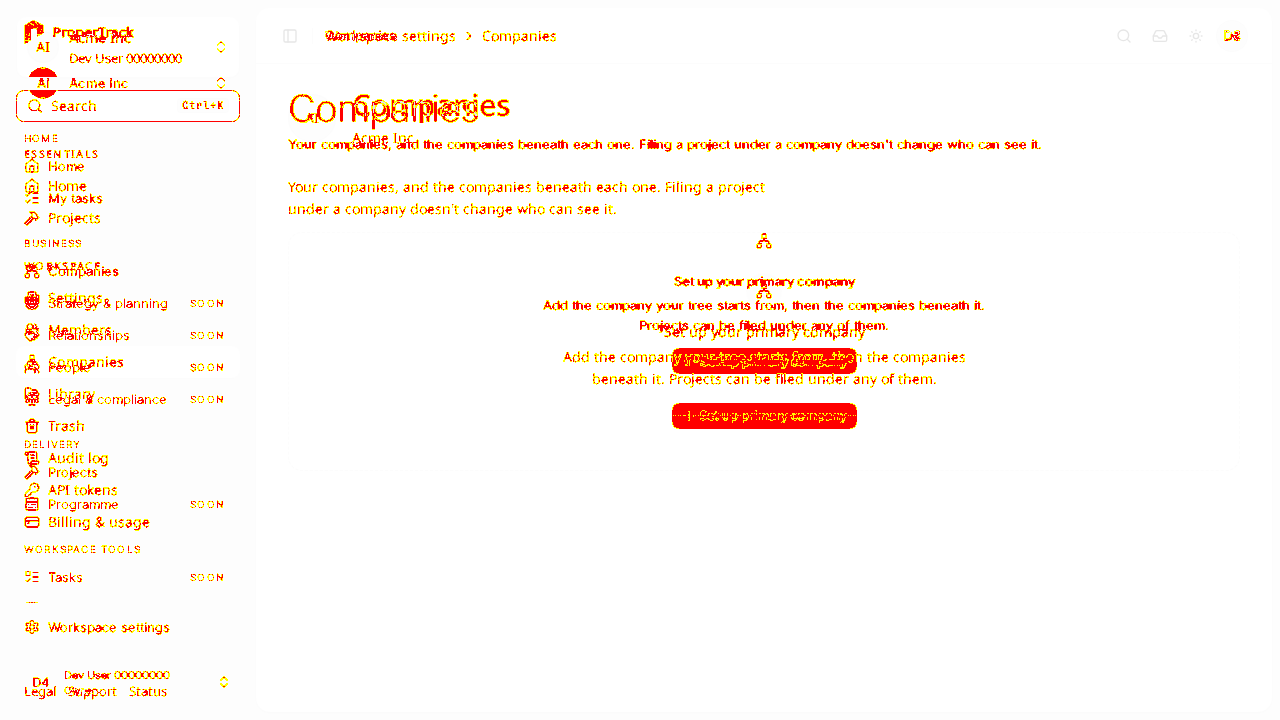 ProperTrack
Acme Inc
AI
Dev User 00000000
AI Acme Inc
Search Ctrl+K
HOME
ESSENTIALS
Home
Home
My tasks
Projects
BUSINESS
WORKSPACE
Companies
Settings
Strategy & planning SOON
Members
Relationships SOON
Companies
People SOON
Library
Legal & compliance SOON
Trash
DELIVERY
Audit log
Projects
API tokens
Programme SOON
Billing & usage
WORKSPACE TOOLS
Tasks SOON
Workspace settings
D4 Dev User 00000000
Legal Support Status
Workspace settings > Companies
Companies
Companies
Acme Inc
Your companies, and the companies beneath each one. Filing a project under a company doesn't change who can see it.
Your companies, and the companies beneath each one. Filing a project
under a company doesn't change who can see it.
Set up your primary company
Add the company your tree starts from, then the companies beneath it.
Projects can be filed under any of them.
Set up your primary company
Add the company your tree starts from, then the companies
beneath it. Projects can be filed under any of them.
Set up primary company